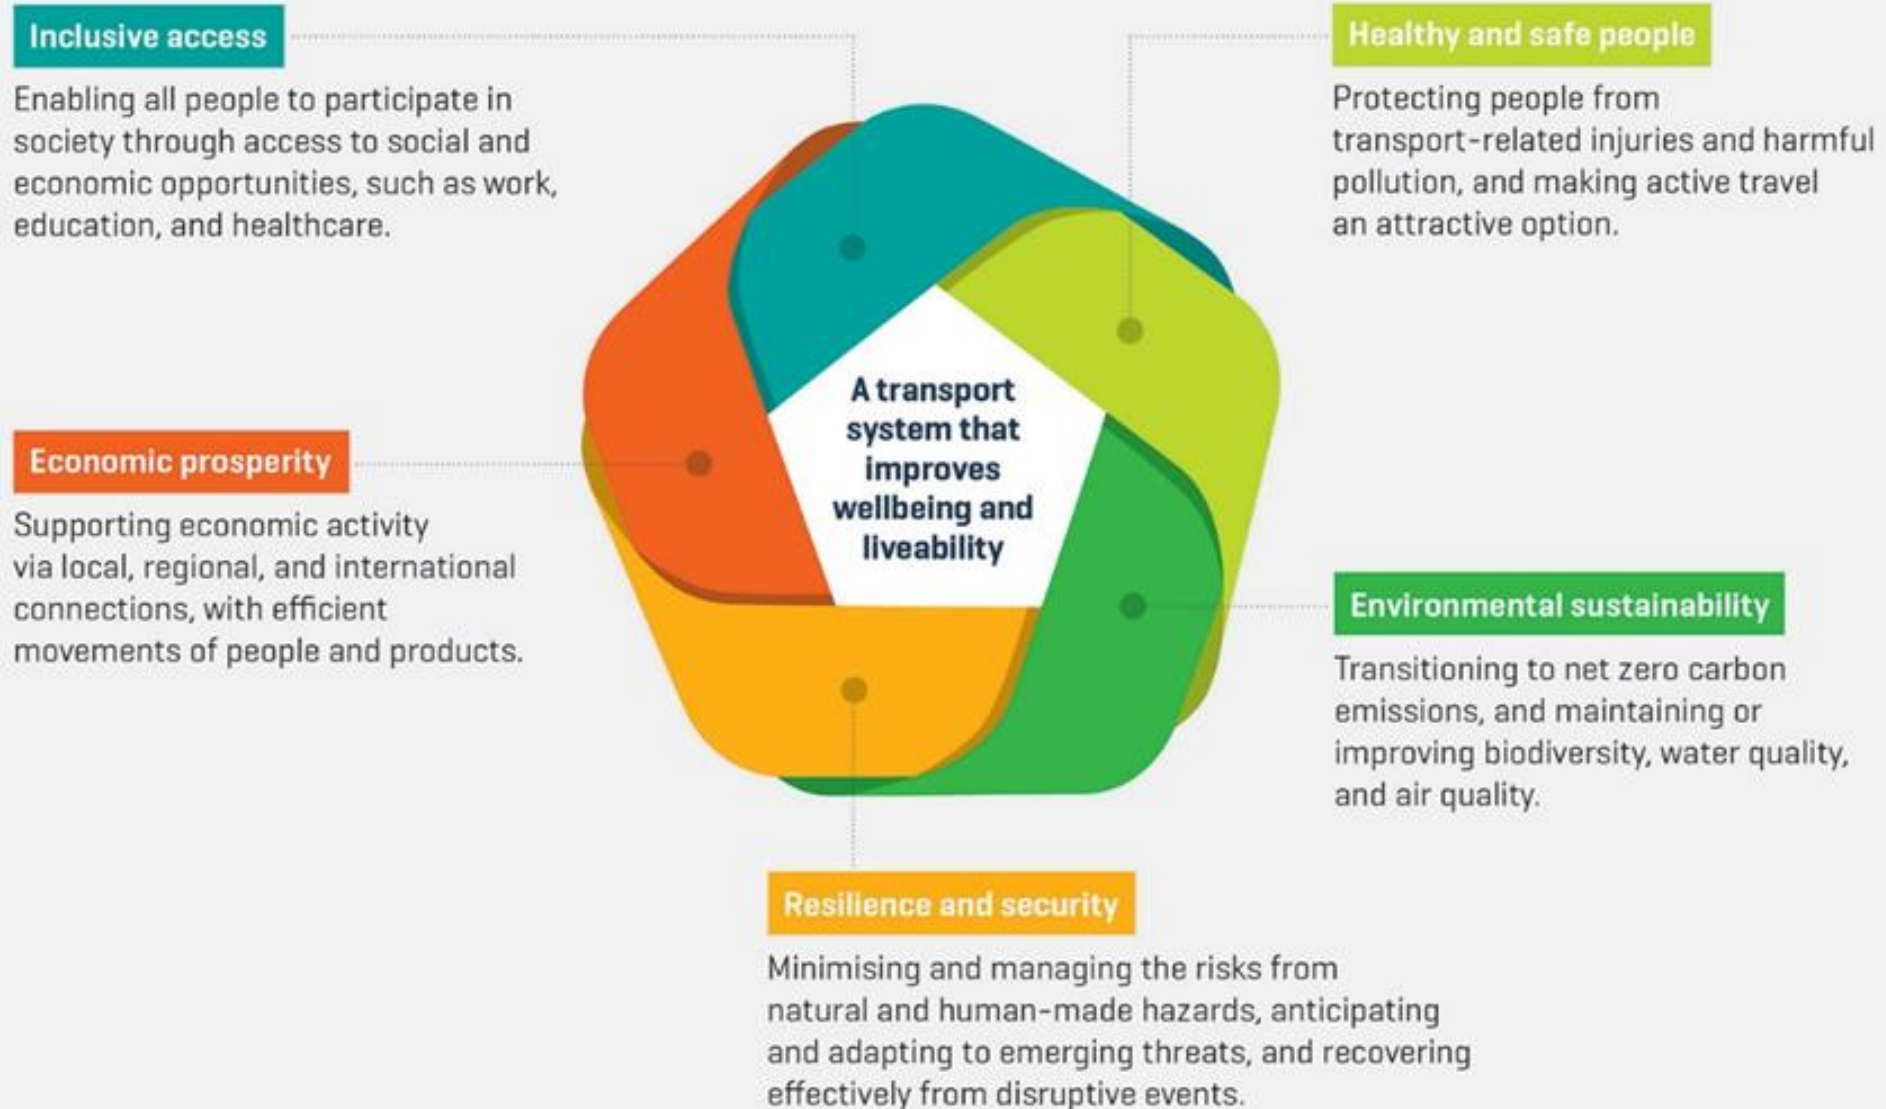 Inclusive access
Enabling all people to participate in
society through access to social and
economic opportunities, such as work,
education, and healthcare.
Healthy and safe people
Protecting people from
transport-related injuries and harmful
pollution, and making active travel
an attractive option.
A transport
system that
improves
wellbeing and
liveability
Economic prosperity
Supporting economic activity
via local, regional, and international
connections, with efficient
movements of people and products.
Environmental sustainability
Transitioning to net zero carbon
emissions, and maintaining or
improving biodiversity, water quality,
and air quality.
Resilience and security
Minimising and managing the risks from
natural and human-made hazards, anticipating
and adapting to emerging threats, and recovering
effectively from disruptive events.